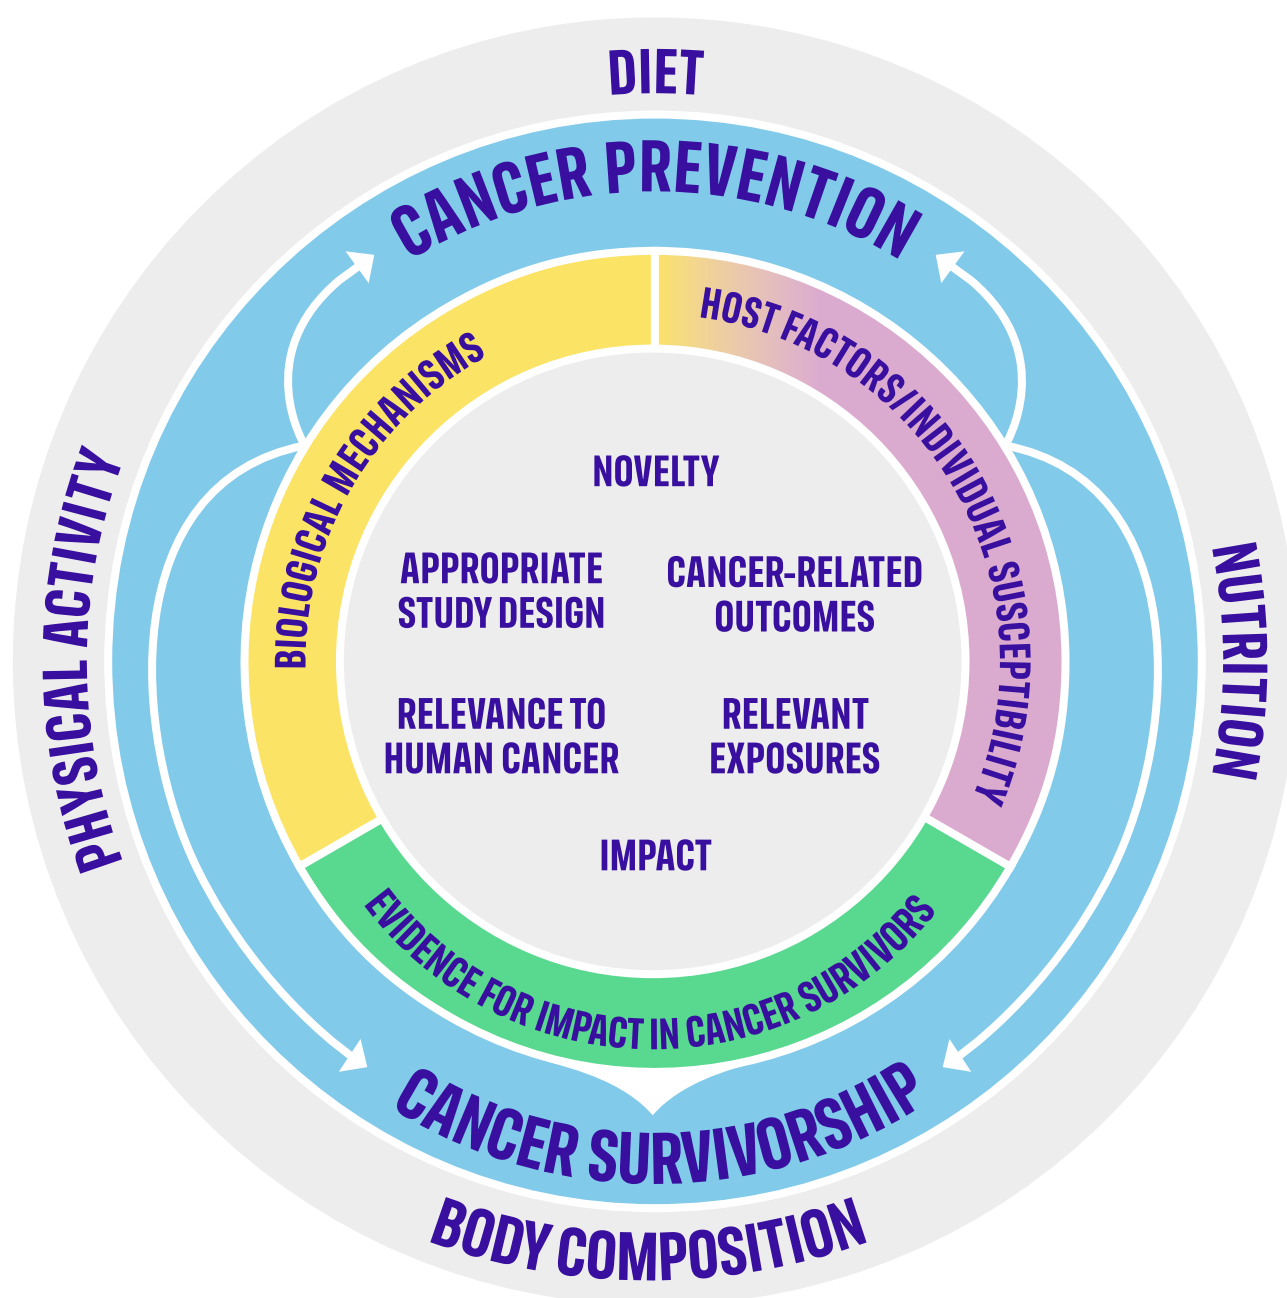 DIET
CANCER PREVENTION
HOST FACTORS/INDIVIDUAL SUSCEPTIBILITY
BIOLOGICAL MECHANISMS
PHYSICAL ACTIVITY
NUTRITION
NOVELTY
APPROPRIATE
STUDY DESIGN
CANCER-RELATED
OUTCOMES
RELEVANCE TO
HUMAN CANCER
RELEVANT
EXPOSURES
IMPACT
EVIDENCE FOR IMPACT IN CANCER SURVIVORS
CANCER SURVIVORSHIP
BODY COMPOSITION